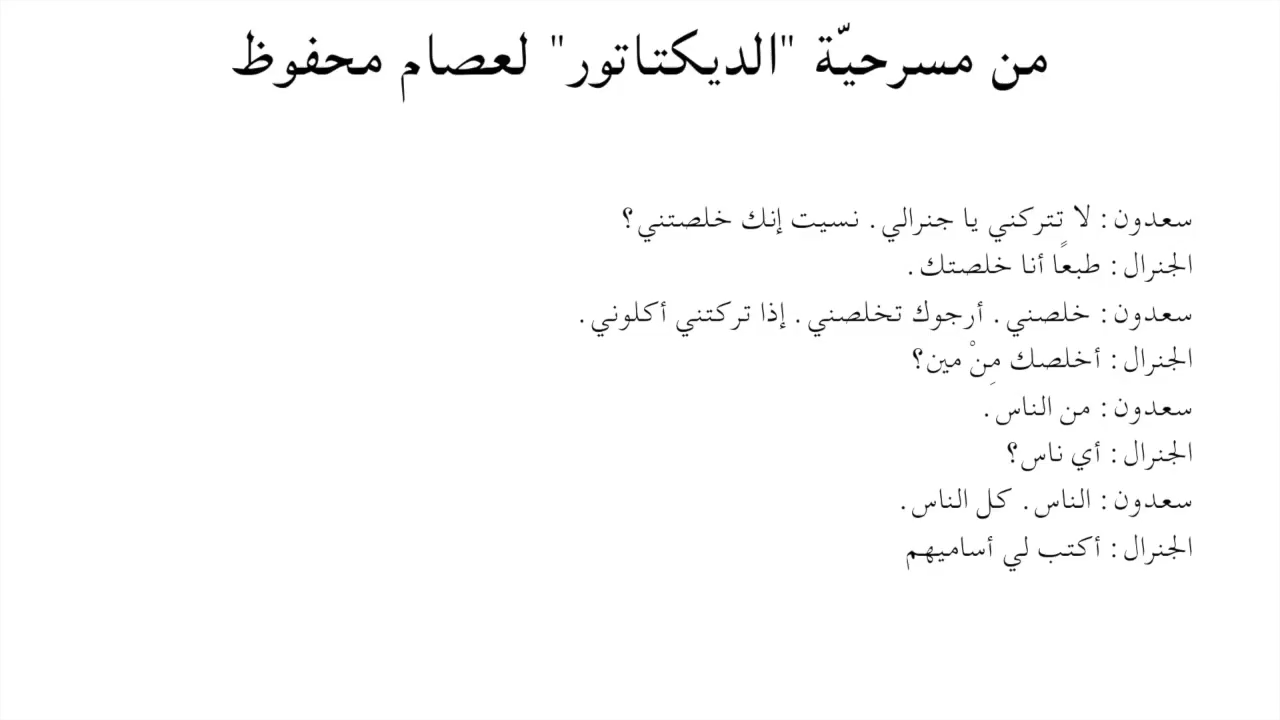 من مسرحيّة "الديكتاتور" لعصام محفوظ
سعدون: لا تتركني يا جنرالي. نسيت إنك خلصتني؟
الجنرال: طبعًا أنا خلصتك.
سعدون: خلصني. أرجوك تخلصني. إذا تركتني أكلوني.
الجنرال: أخلصك مِنْ مين؟
سعدون: من الناس.
الجنرال: أي ناس؟
سعدون: الناس. كل الناس.
الجنرال: أكتب لي أساميهم